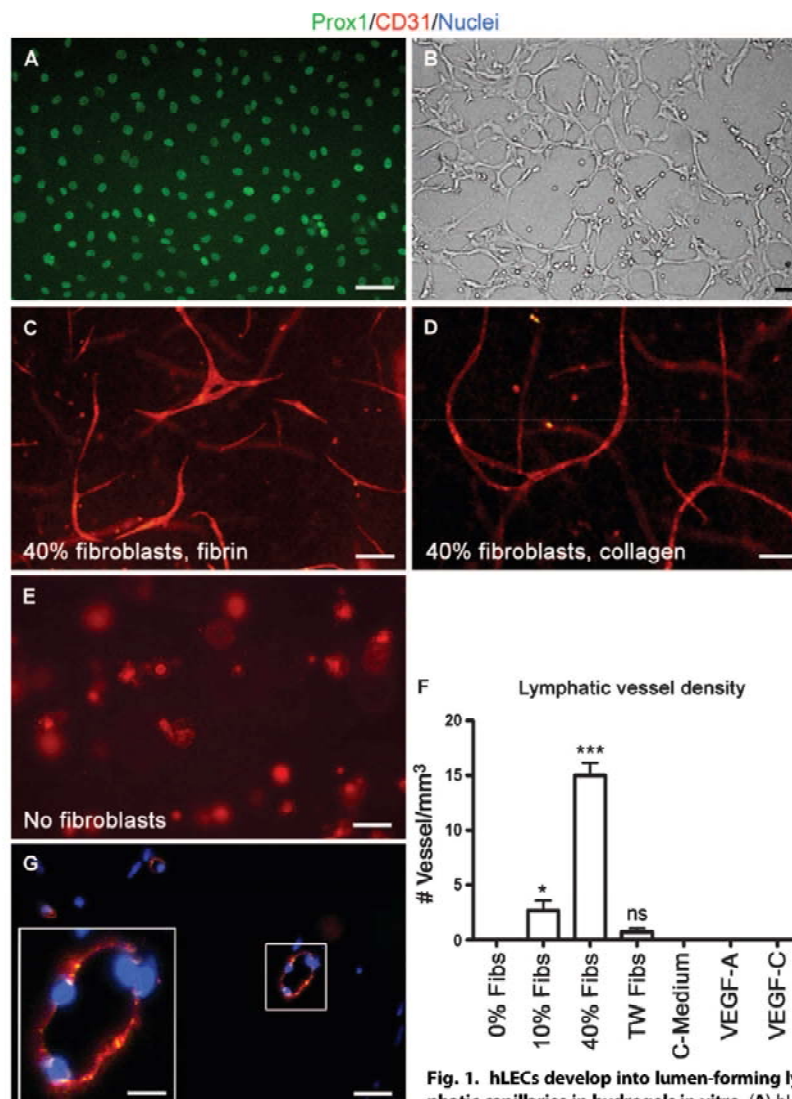 Prox1/CD31/Nuclei
A
B
C
40% fibroblasts, fibrin
D
40% fibroblasts, collagen
E
No fibroblasts
F
Lymphatic vessel density
# Vessel/mm³
20
15
10
5
0
*
***
ns
0% Fibs
10% Fibs
40% Fibs
TW Fibs
C-Medium
VEGF-A
VEGF-C
G
Fig. 1. hLECs develop into lumen-forming ly